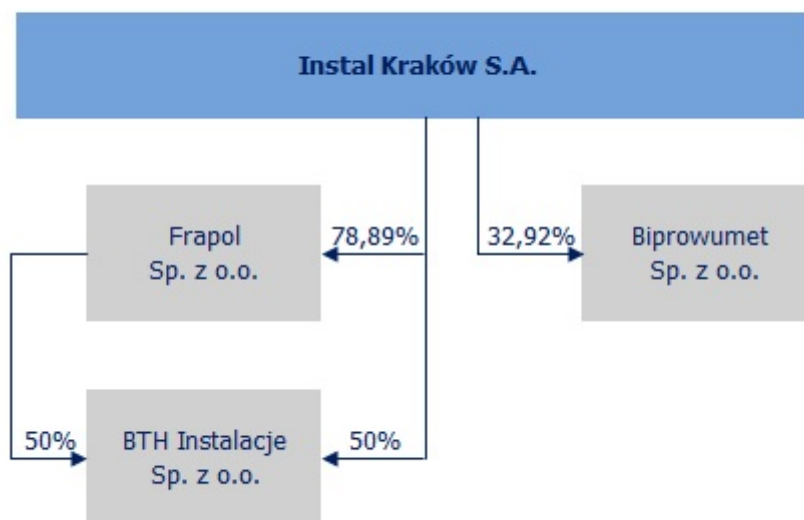 Instal Kraków S.A.
Frapol
Sp. z o.o.
78,89%
32,92%
Biprowumet
Sp. z o.o.
50%
BTH Instalacje
Sp. z o.o.
50%